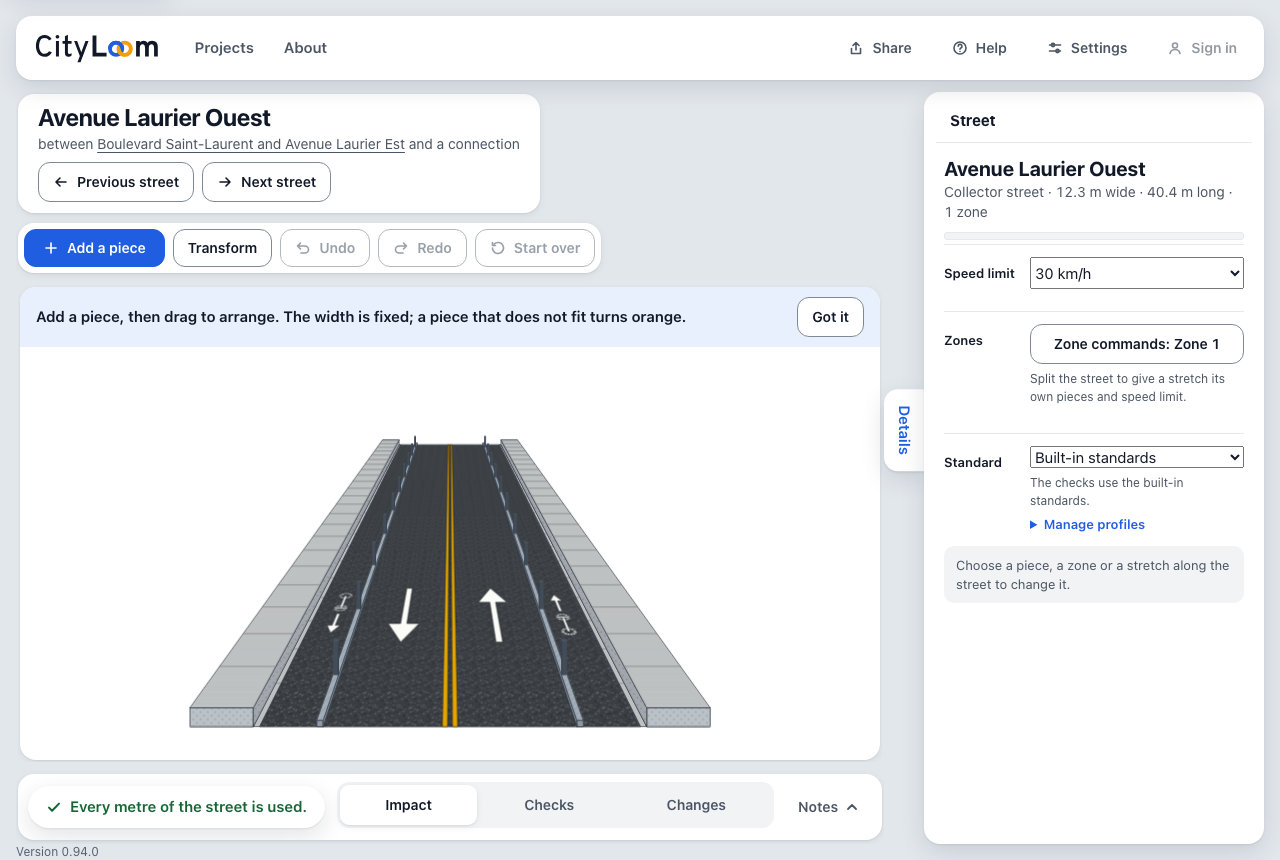 CityLoom
Projects
About
Share
Help
Settings
Sign in
Avenue Laurier Ouest
between Boulevard Saint-Laurent and Avenue Laurier Est and a connection
Previous street
Next street
Add a piece
Transform
Undo
Redo
Start over
Add a piece, then drag to arrange. The width is fixed; a piece that does not fit turns orange.
Got it
Details
Every metre of the street is used.
Impact
Checks
Changes
Notes
Version 0.94.0
Street
Avenue Laurier Ouest
Collector street · 12.3 m wide · 40.4 m long ·
1 zone
Speed limit
30 km/h
Zones
Zone commands: Zone 1
Split the street to give a stretch its
own pieces and speed limit.
Standard
Built-in standards
The checks use the built-in
standards.
Manage profiles
Choose a piece, a zone or a stretch along the
street to change it.